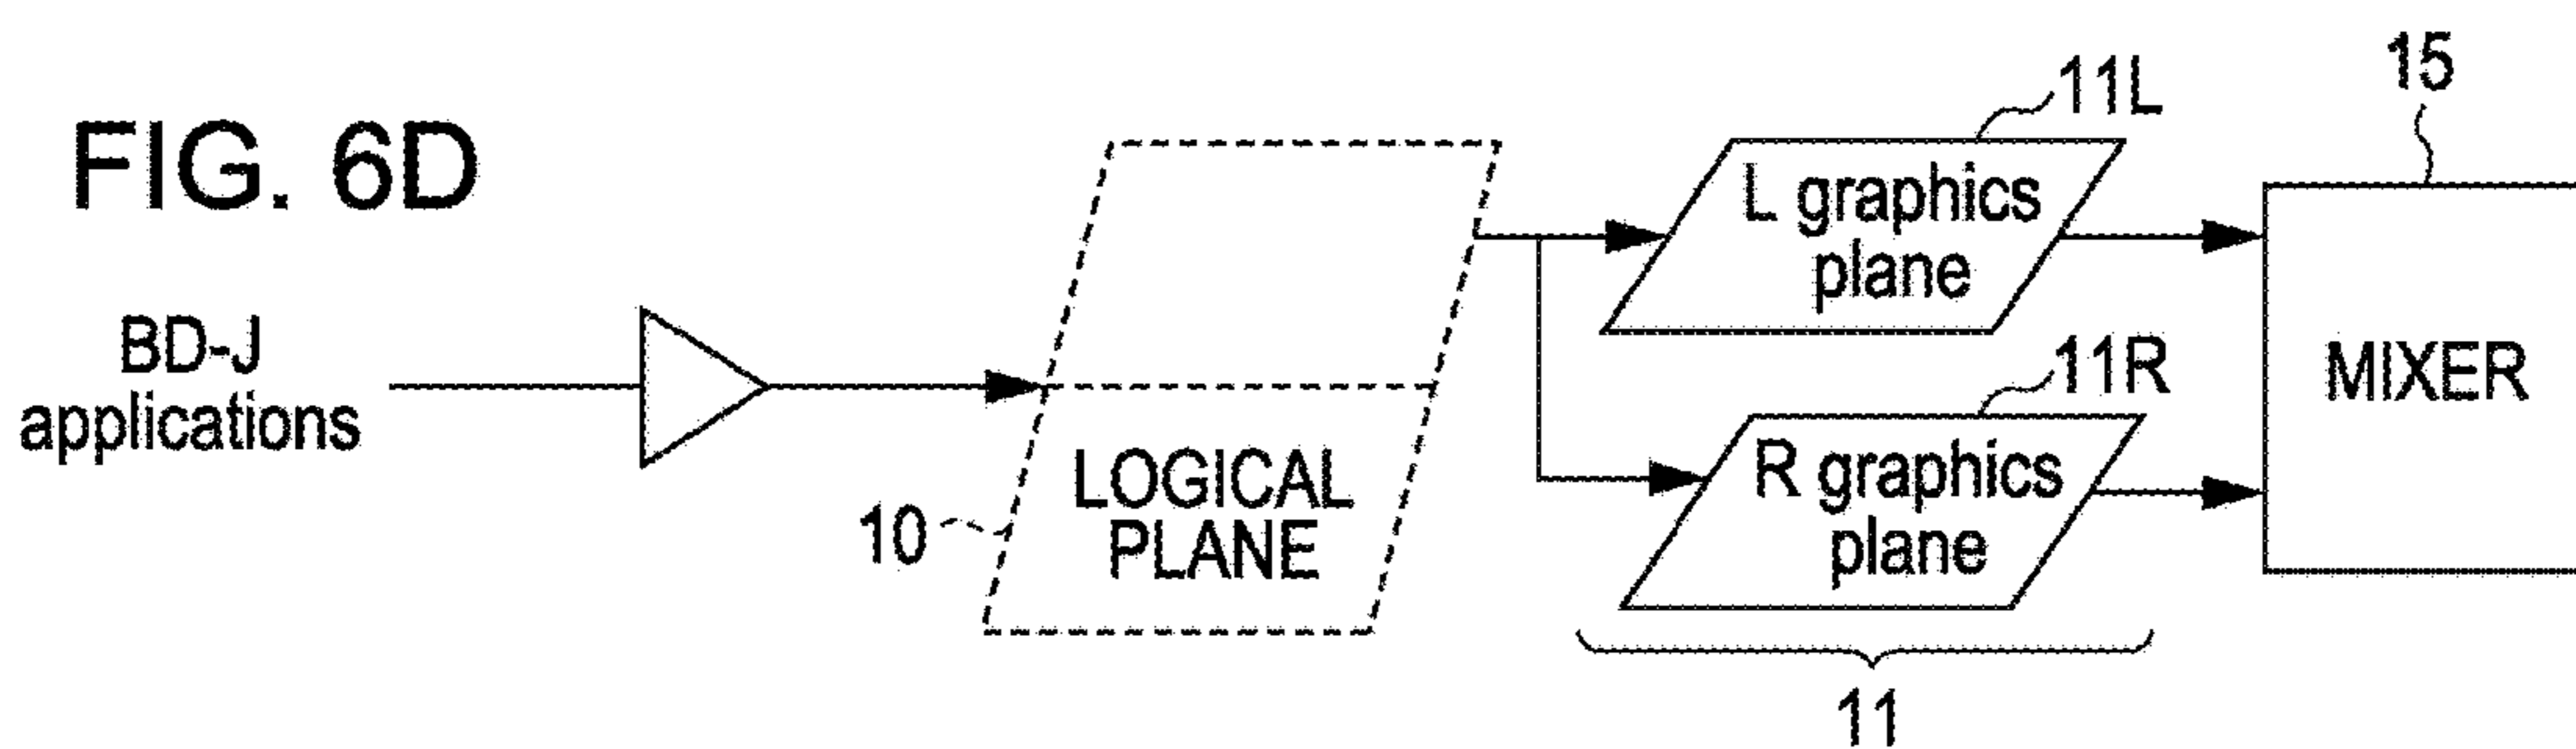 FIG. 6D
BD-J
applications
10
LOGICAL
PLANE
11L
L graphics
plane
11R
R graphics
plane
11
15
MIXER